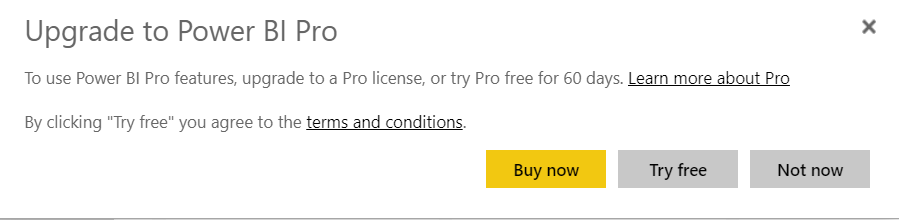 Upgrade to Power BI Pro
To use Power BI Pro features, upgrade to a Pro license, or try Pro free for 60 days. Learn more about Pro
By clicking "Try free" you agree to the terms and conditions.
Buy now Try free Not now